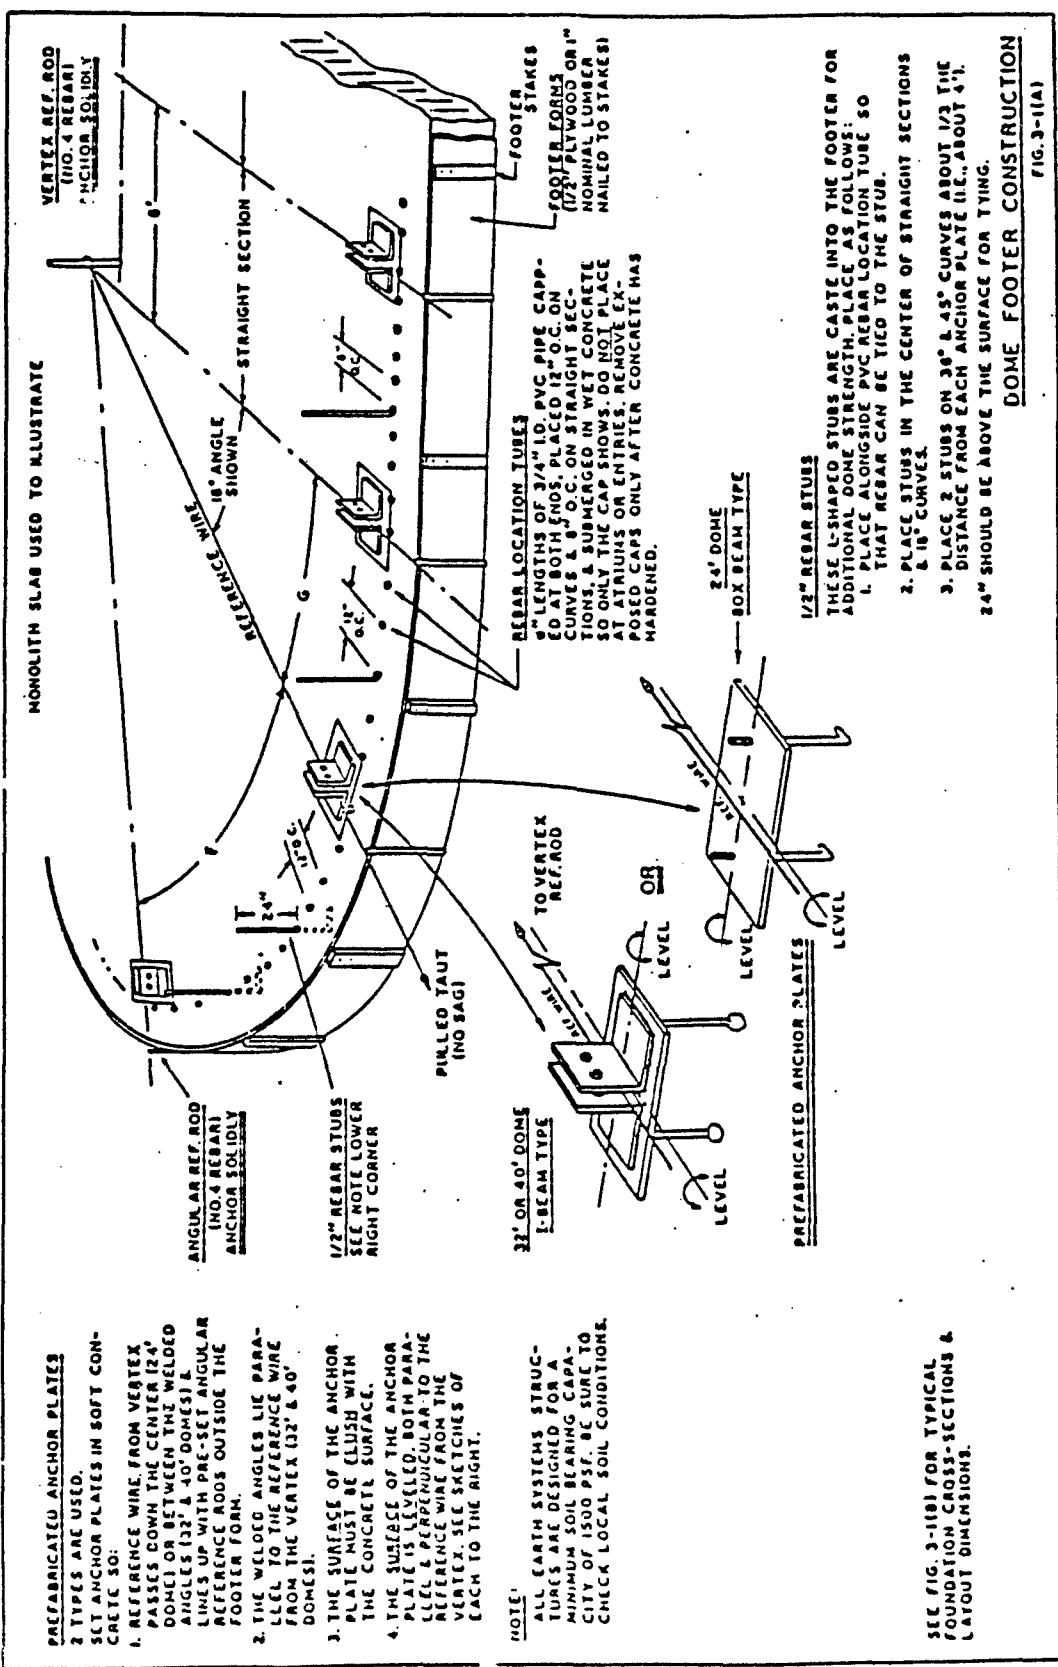 PREFABRICATED ANCHOR PLATES
2 TYPES ARE USED.
SET ANCHOR PLATES IN SOFT CON-
CRETE SO:
1. REFERENCE WIRE FROM VERTEX
PASSES DOWN THE CENTER (24'
DOME) OR BETWEEN THE WELDED
ANGLES (32' & 40' DOMES) &
LINES UP WITH PRE-SET ANGULAR
REFERENCE RODS OUTSIDE THE
FOOTER FORM.
2. THE WELDED ANGLES LIE PARA-
LLEL TO THE REFERENCE WIRE
FROM THE VERTEX (32' & 40'
DOMES).
3. THE SURFACE OF THE ANCHOR
PLATE MUST BE FLUSH WITH
THE CONCRETE SURFACE.
4. THE SURFACE OF THE ANCHOR
PLATE IS LEVELED, BOTH PARA-
LLEL & PERPENDICULAR TO THE
REFERENCE WIRE FROM THE
VERTEX. SEE SKETCHES OF
EACH TO THE RIGHT.
NOTE:
ALL EARTH SYSTEMS STRUC-
TURES ARE DESIGNED FOR A
MINIMUM SOIL BEARING CAPA-
CITY OF 1500 PSF. BE SURE TO
CHECK LOCAL SOIL CONDITIONS.
SEE FIG. 3-1(B) FOR TYPICAL
FOUNDATION CROSS-SECTIONS &
LAYOUT DIMENSIONS.
MONOLITH SLAB USED TO ILLUSTRATE
VERTEX REF. ROD
(NO. 4 REBAR)
ANCHOR SOLIDLY
ANGULAR REF. ROD
(NO. 4 REBAR)
ANCHOR SOLIDLY
REFERENCE WIRE
18° ANGLE
SHOWN
STRAIGHT SECTION
6'
F
G
24"
12" O.C.
12"
O.C.
8"
O.C.
1/2" REBAR STUBS
SEE NOTE LOWER
RIGHT CORNER
PULLED TAUT
(NO SAG)
FOOTER
STAKES
FOOTER FORMS
(1/2" PLYWOOD OR 1"
NOMINAL LUMBER
NAILED TO STAKES)
REBAR LOCATION TUBES
LENGTHS OF 3/4" I.D. PVC PIPE CAPP-
ED AT BOTH ENDS, PLACED 12" O.C. ON
CURVES & 8" O.C. ON STRAIGHT SEC-
TIONS, & SUBMERGED IN WET CONCRETE
SO ONLY THE CAP SHOWS. DO NOT PLACE
AT ATRIUMS OR ENTRIES. REMOVE EX-
POSED CAPS ONLY AFTER CONCRETE HAS
HARDENED.
32' OR 40' DOME
I-BEAM TYPE
TO VERTEX
REF. ROD
REF. WIRE
LEVEL
LEVEL
OR
24' DOME
BOX BEAM TYPE
REF. WIRE
LEVEL
LEVEL
PREFABRICATED ANCHOR PLATES
1/2" REBAR STUBS
THESE L-SHAPED STUBS ARE CASTE INTO THE FOOTER FOR
ADDITIONAL DOME STRENGTH. PLACE AS FOLLOWS:
1. PLACE ALONGSIDE PVC REBAR LOCATION TUBE SO
THAT REBAR CAN BE TIED TO THE STUB.
2. PLACE STUBS IN THE CENTER OF STRAIGHT SECTIONS
& 18° CURVES.
3. PLACE 2 STUBS ON 36° & 45° CURVES ABOUT 1/3 THE
DISTANCE FROM EACH ANCHOR PLATE (I.E., ABOUT 4').
24" SHOULD BE ABOVE THE SURFACE FOR TYING.
DOME FOOTER CONSTRUCTION
FIG. 3-1(A)